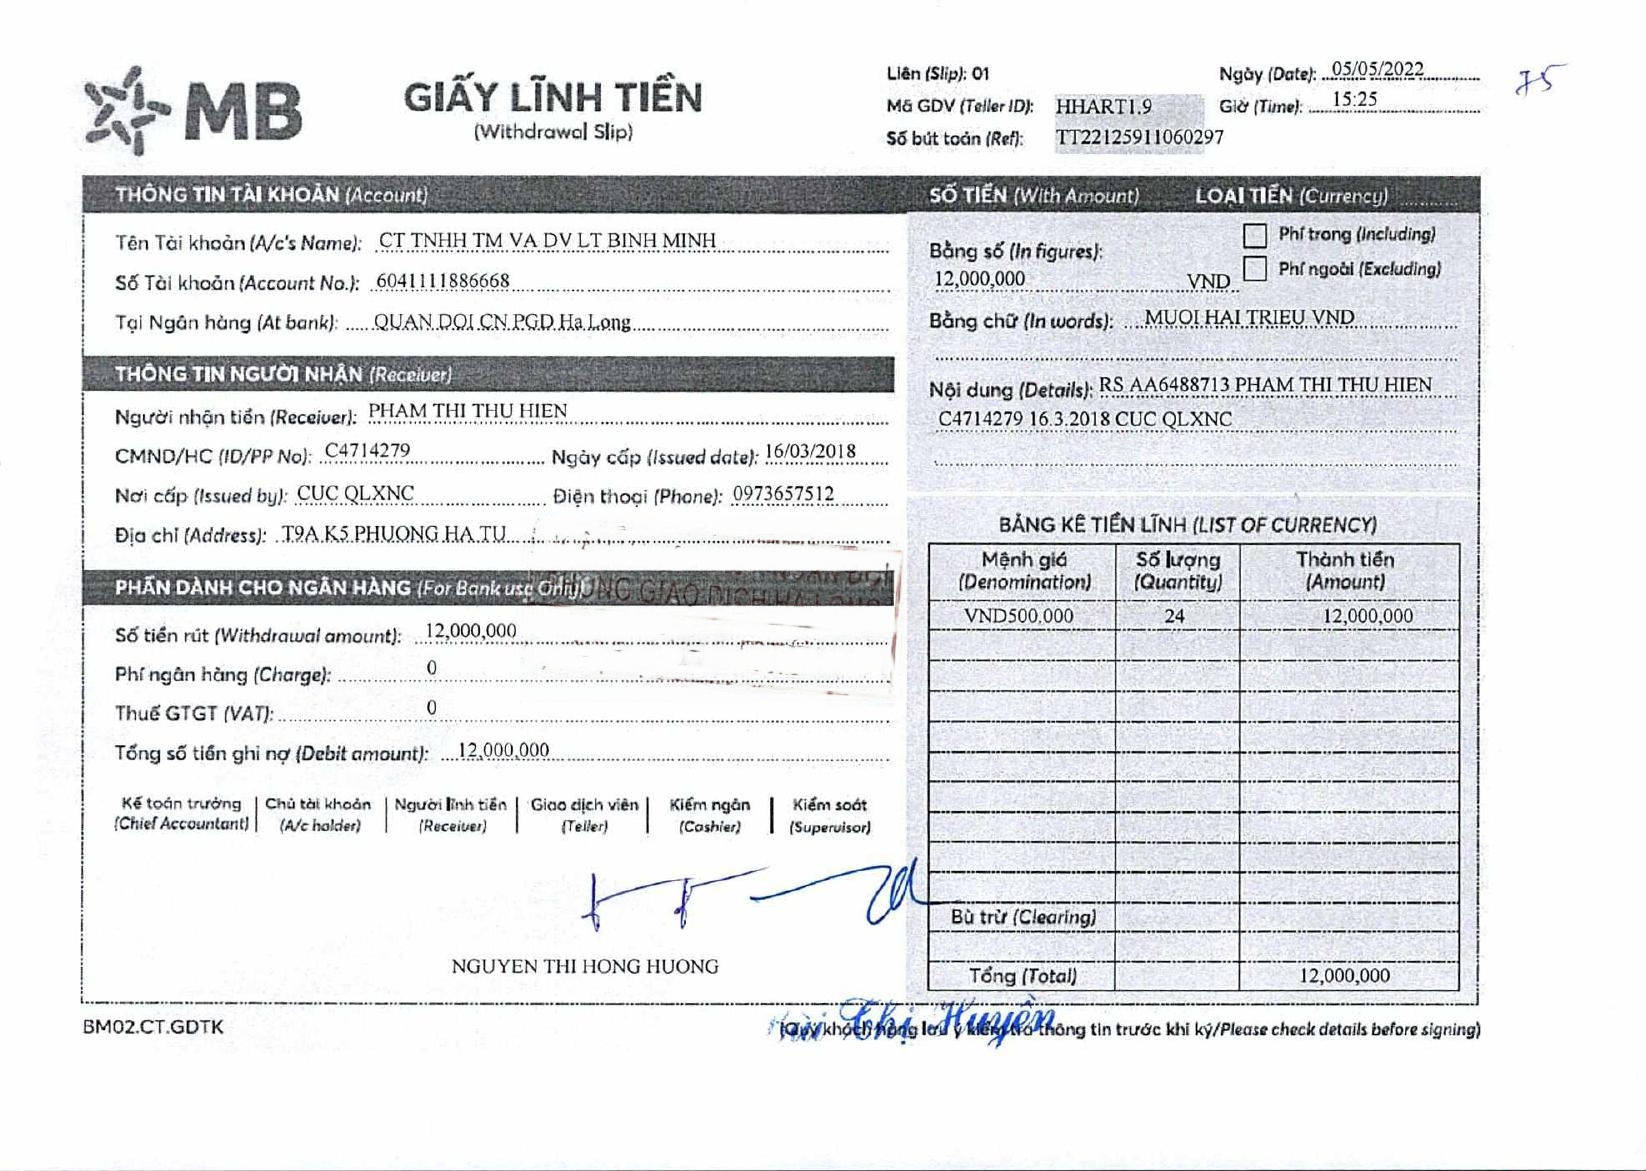 MB
GIẤY LĨNH TIỀN
(Withdrawal Slip)
Liên (Slip): 01
Mã GDV (Teller ID): HHART1.9
Số bút toán (Ref): TT22125911060297
Ngày (Date): 05/05/2022
Giờ (Time): 15:25
75
THÔNG TIN TÀI KHOẢN (Account)
Tên Tài khoản (A/c's Name): CT TNHH TM VA DV LT BINH MINH
Số Tài khoản (Account No.): 6041111886668
Tại Ngân hàng (At bank): QUAN DOI CN PGD Ha Long
THÔNG TIN NGƯỜI NHẬN (Receiver)
Người nhận tiền (Receiver): PHAM THI THU HIEN
CMND/HC (ID/PP No): C4714279 Ngày cấp (Issued date): 16/03/2018
Nơi cấp (Issued by): CUC QLXNC Điện thoại (Phone): 0973657512
Địa chỉ (Address): T9A K5 PHUONG HA TU
PHẦN DÀNH CHO NGÂN HÀNG (For Bank use Only)
Số tiền rút (Withdrawal amount): 12,000,000
Phí ngân hàng (Charge): 0
Thuế GTGT (VAT): 0
Tổng số tiền ghi nợ (Debit amount): 12,000,000
Kế toán trưởng | Chủ tài khoản | Người lĩnh tiền | Giao dịch viên | Kiểm ngân | Kiểm soát
(Chief Accountant) | (A/c holder) | (Receiver) | (Teller) | (Cashier) | (Supervisor)
NGUYEN THI HONG HUONG
SỐ TIỀN (With Amount) LOẠI TIỀN (Currency)
Bằng số (In figures):
12,000,000 VND
Phí trong (Including)
Phí ngoài (Excluding)
Bằng chữ (In words): MUOI HAI TRIEU VND
Nội dung (Details): RS AA6488713 PHAM THI THU HIEN
C4714279 16.3.2018 CUC QLXNC
BẢNG KÊ TIỀN LĨNH (LIST OF CURRENCY)
Mệnh giá Số lượng Thành tiền
(Denomination) (Quantity) (Amount)
VND500,000 24 12,000,000
Bù trừ (Clearing)
Tổng (Total) 12,000,000
BM02.CT.GDTK
(Quý khách hàng lưu ý kiểm tra thông tin trước khi ký/Please check details before signing)
Thị Huyền